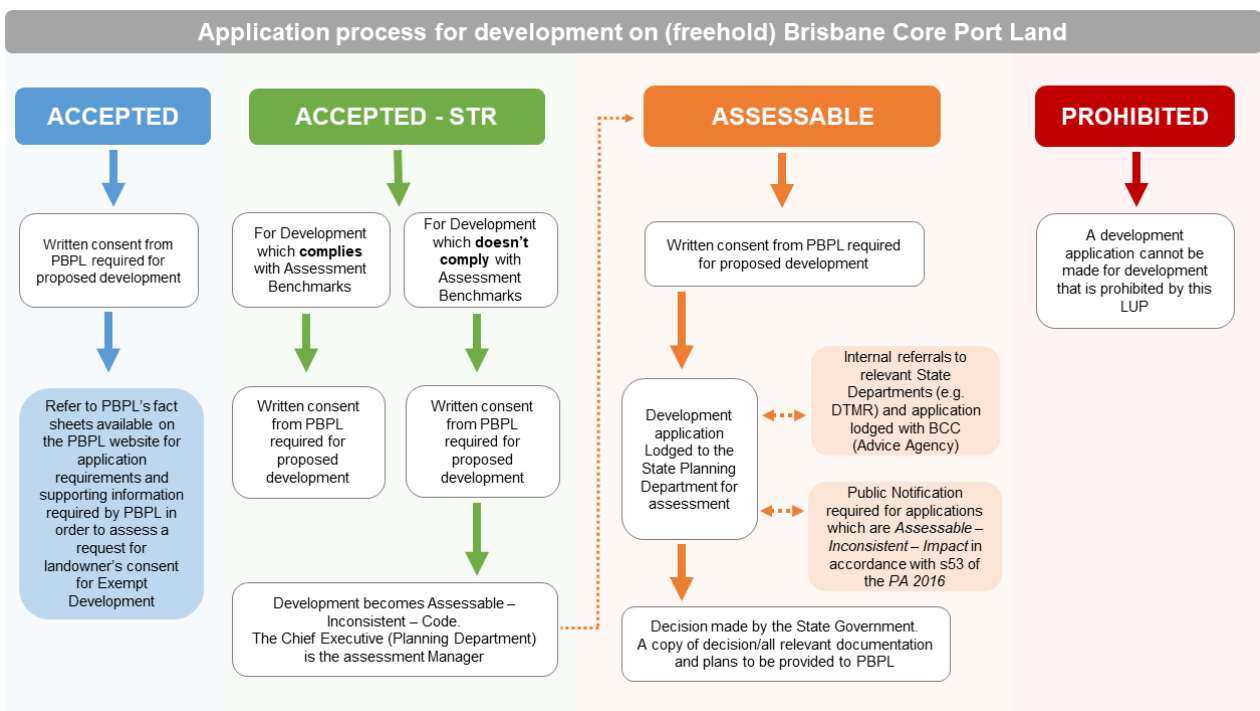 Application process for development on (freehold) Brisbane Core Port Land
ACCEPTED
Written consent from
PBPL required for
proposed development
Refer to PBPL's fact
sheets available on
the PBPL website for
application
requirements and
supporting information
required by PBPL in
order to assess a
request for
landowner's consent
for Exempt
Development
ACCEPTED - STR
For Development
which complies
with Assessment
Benchmarks
Written consent
from PBPL
required for
proposed
development
For Development
which doesn't
comply with
Assessment
Benchmarks
Written consent
from PBPL
required for
proposed
development
Development becomes Assessable –
Inconsistent – Code.
The Chief Executive (Planning Department)
is the assessment Manager
ASSESSABLE
Written consent from PBPL required
for proposed development
Development
application
Lodged to the
State Planning
Department for
assessment
Internal referrals to
relevant State
Departments (e.g.
DTMR) and application
lodged with BCC
(Advice Agency)
Public Notification
required for applications
which are Assessable –
Inconsistent – Impact in
accordance with s53 of
the PA 2016
Decision made by the State Government.
A copy of decision/all relevant documentation
and plans to be provided to PBPL
PROHIBITED
A development
application cannot be
made for development
that is prohibited by this
LUP